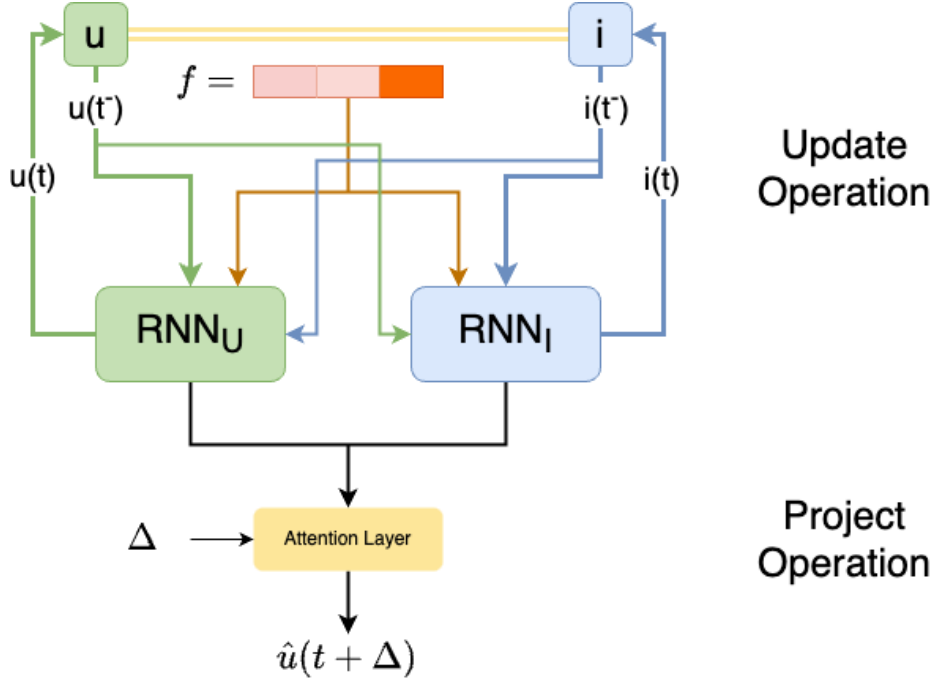 u
i
f =
u(t⁻)
i(t⁻)
u(t)
i(t)
Update
Operation
RNN_U
RNN_I
Δ
Attention Layer
Project
Operation
û(t + Δ)